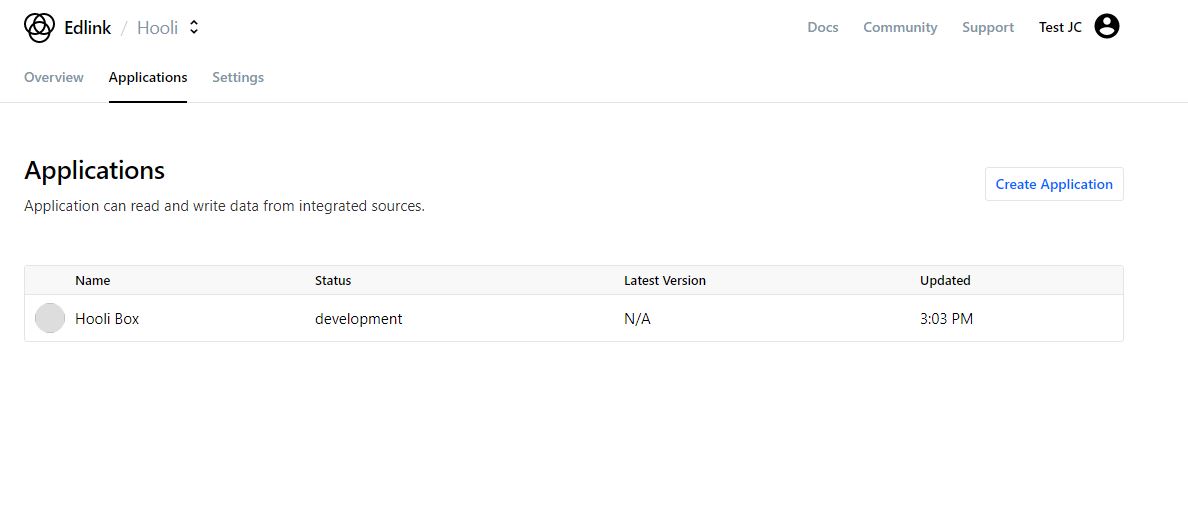 Edlink / Hooli
Docs Community Support Test JC
Overview Applications Settings
Applications
Create Application
Application can read and write data from integrated sources.
Name Status Latest Version Updated
Hooli Box development N/A 3:03 PM